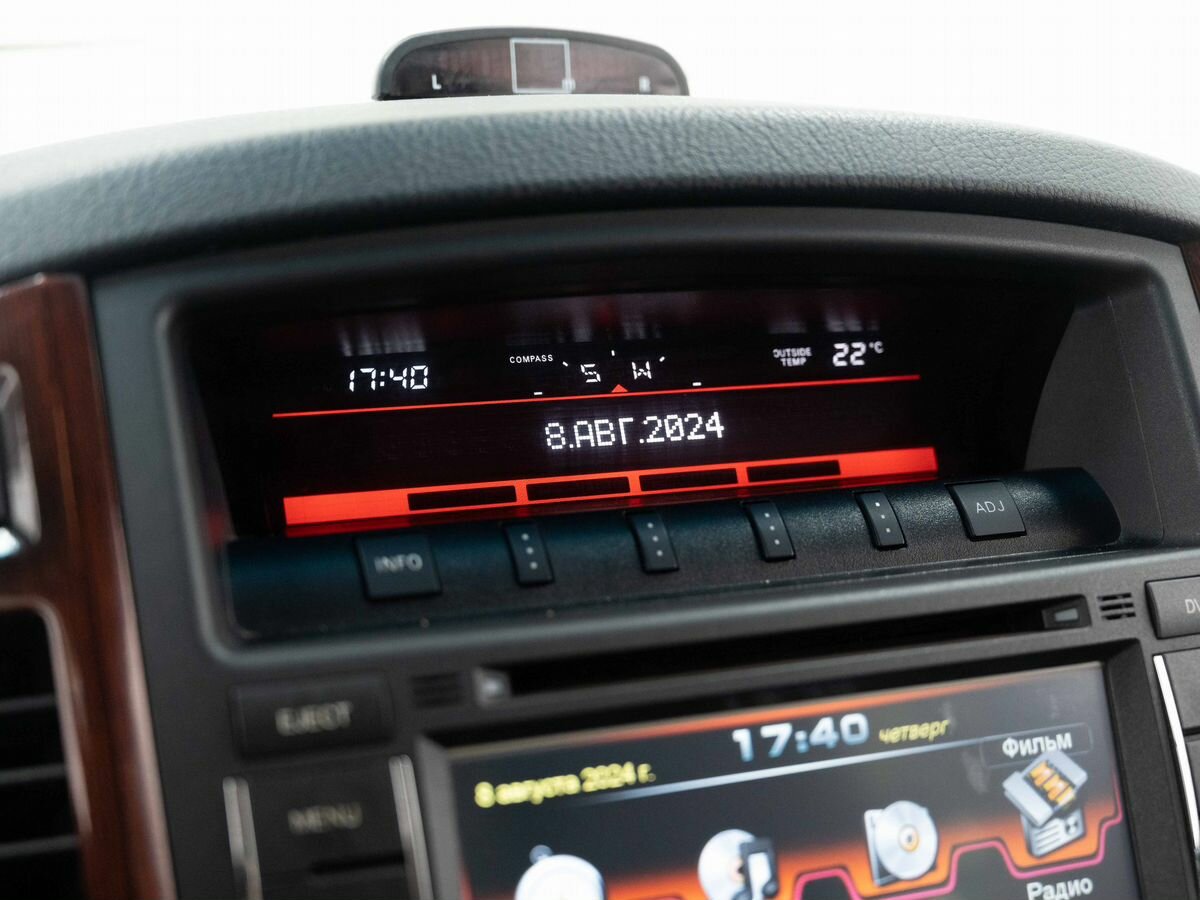 L R
17:40 COMPASS S W OUTSIDE TEMP 22°C
8.АВГ.2024
INFO ADJ
EJECT
MENU
17:40 четверг
8 августа 2024 г.
Фильм
Радио